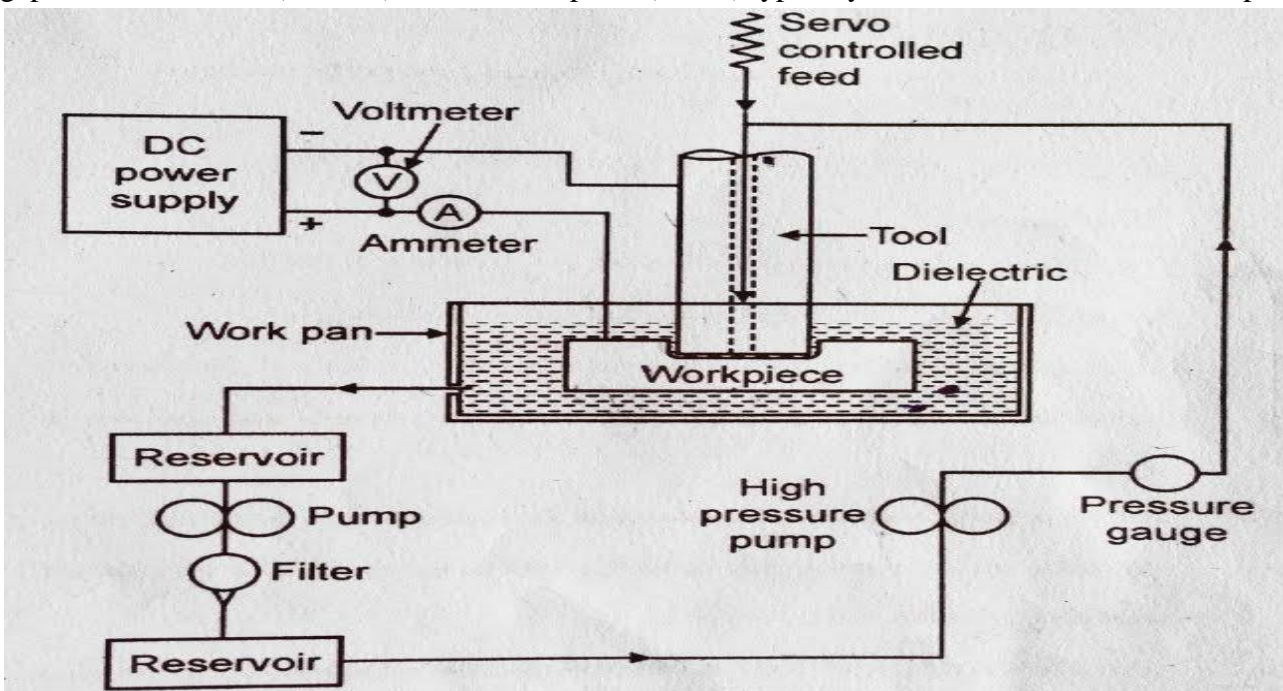 Servo
controlled
feed
Voltmeter
DC
power
supply
−
+
V
A
Ammeter
Tool
Dielectric
Work pan
Workpiece
Reservoir
Pump
Filter
Reservoir
High
pressure
pump
Pressure
gauge